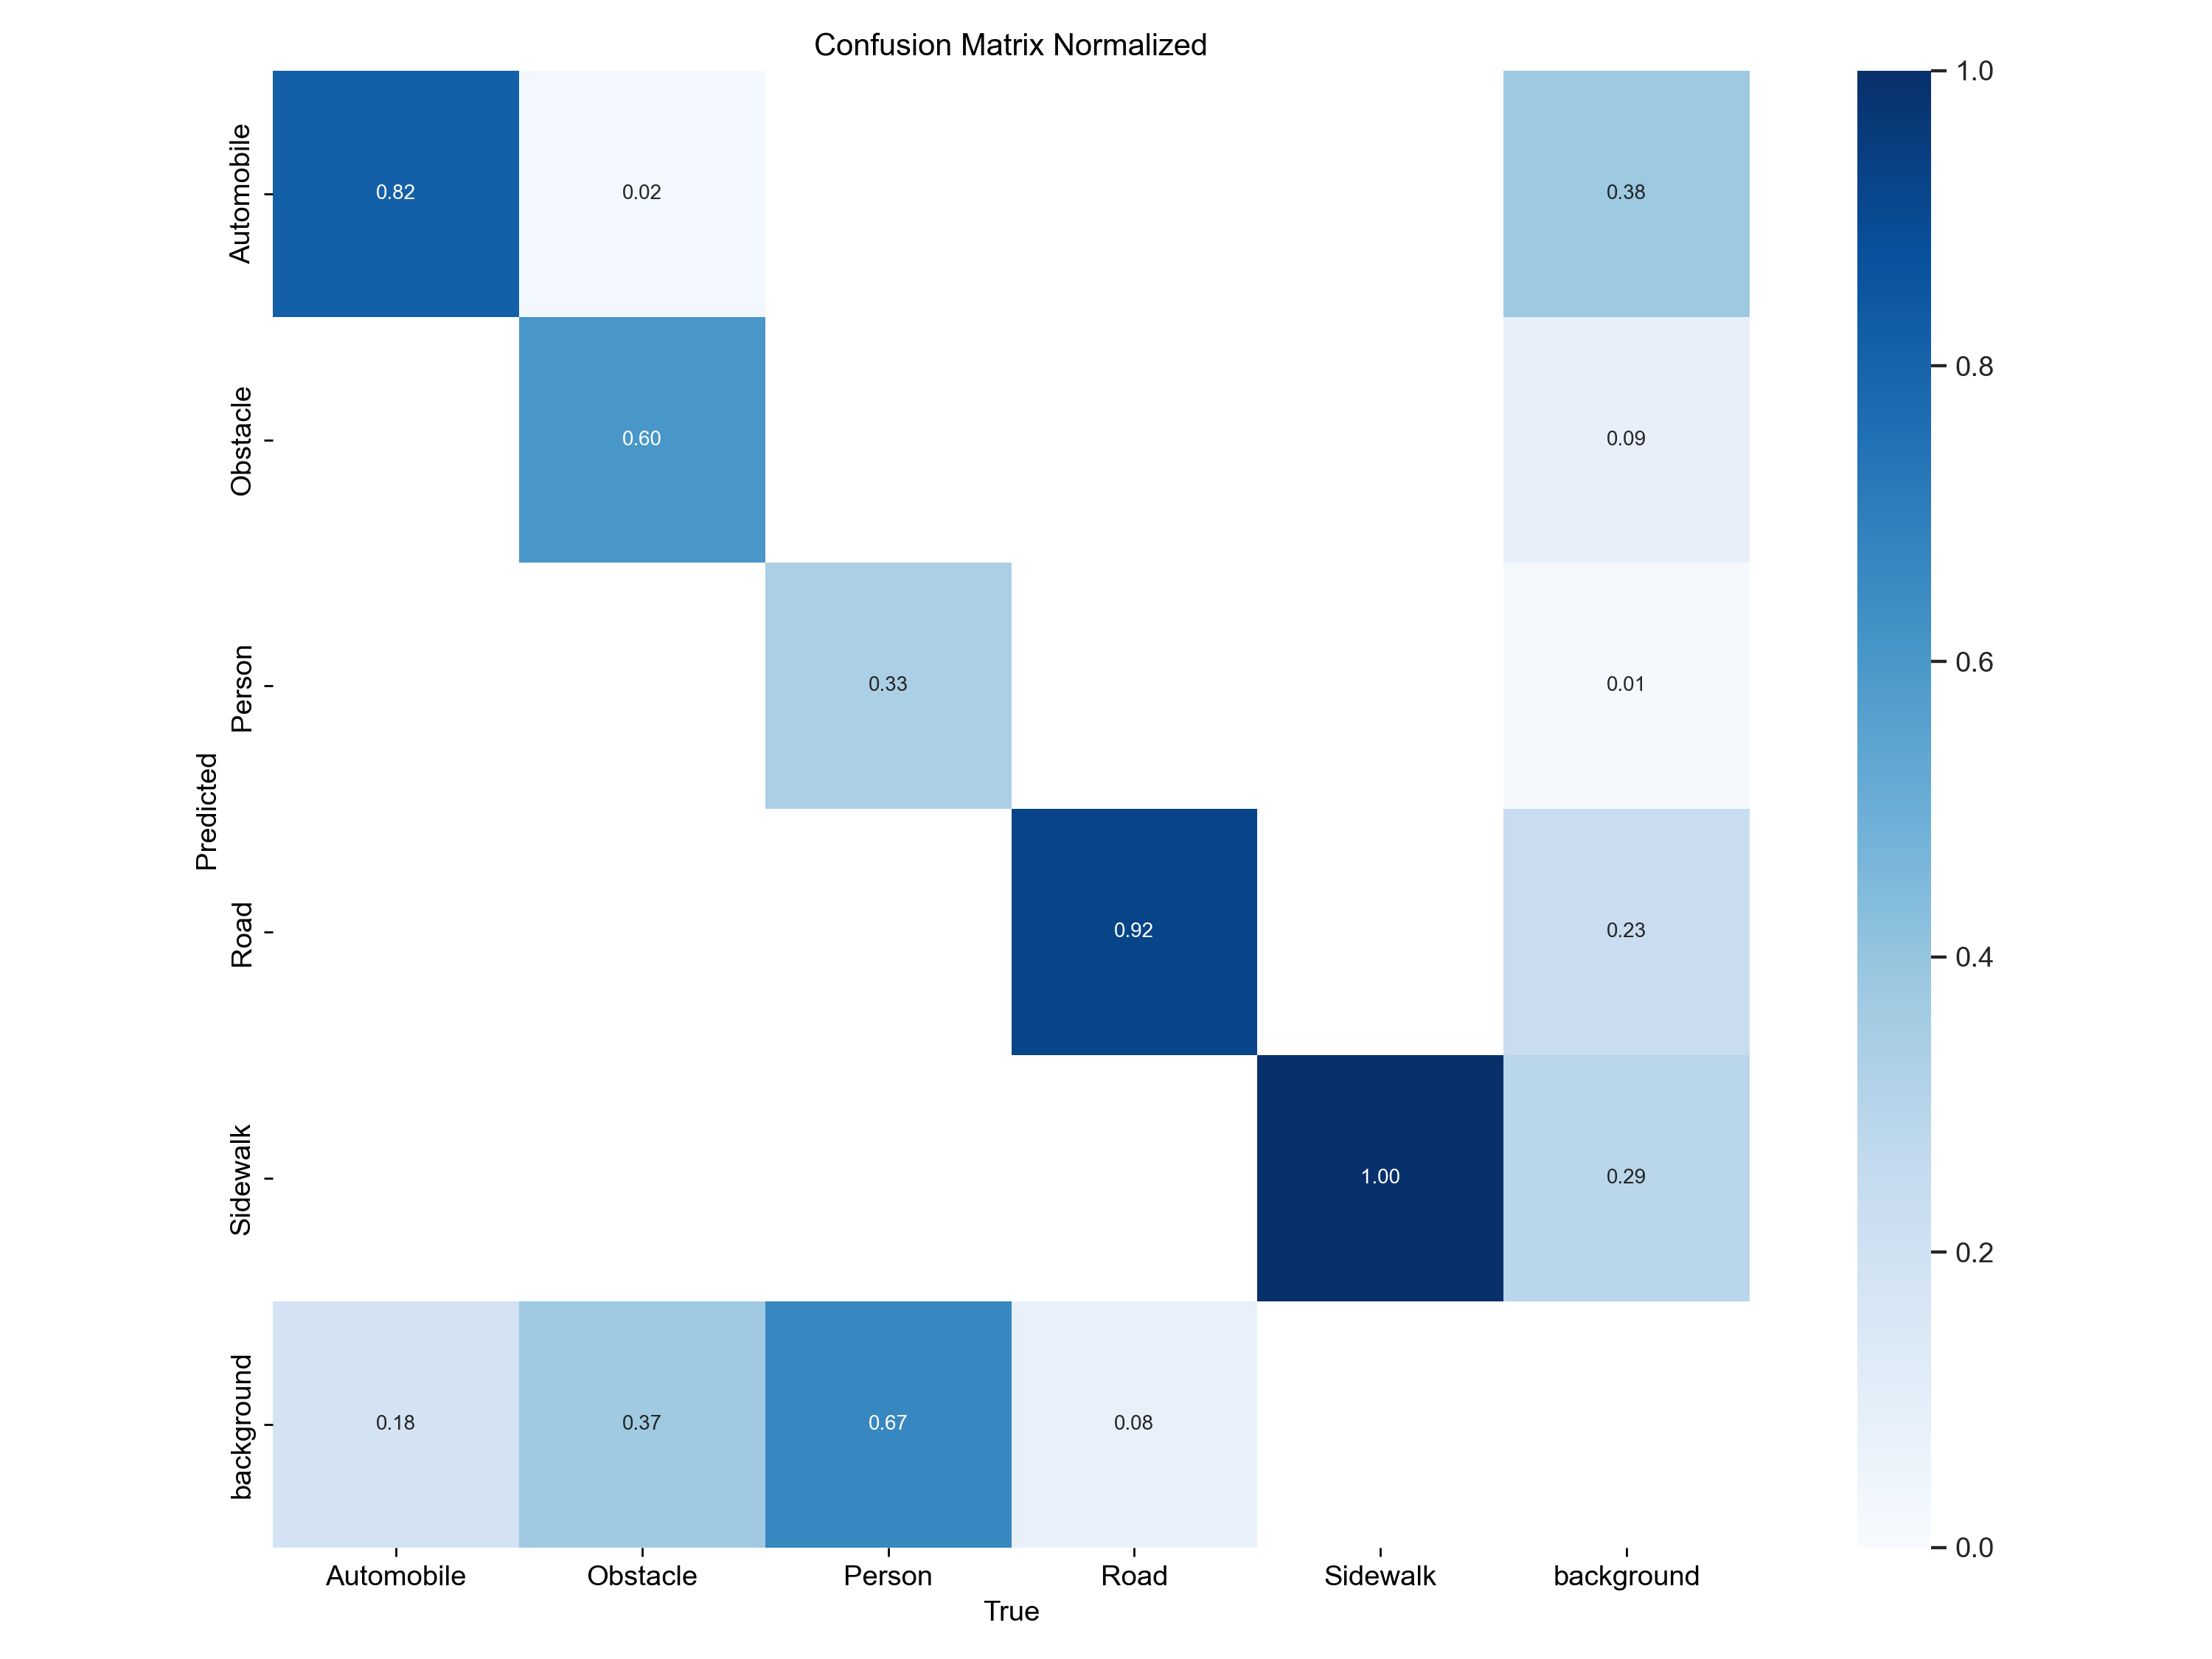 Confusion Matrix Normalized
Automobile
0.82
0.02
0.38
1.0
0.8
Obstacle
0.60
0.09
0.6
Person
0.33
0.01
Predicted
Road
0.92
0.23
0.4
Sidewalk
1.00
0.29
0.2
background
0.18
0.37
0.67
0.08
0.0
Automobile Obstacle Person Road Sidewalk background
True